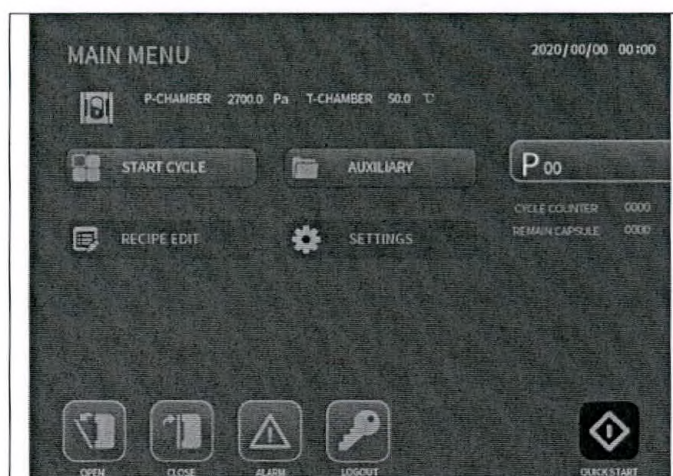 MAIN MENU
2020/00/00 00:00
P-CHAMBER 2700.0 Pa T-CHAMBER 50.0 ℃
START CYCLE
AUXILIARY
P 00
CYCLE COUNTER 0000
REMAIN CAPSULE 0000
RECIPE EDIT
SETTINGS
OPEN
CLOSE
ALARM
LOGOUT
QUICK START